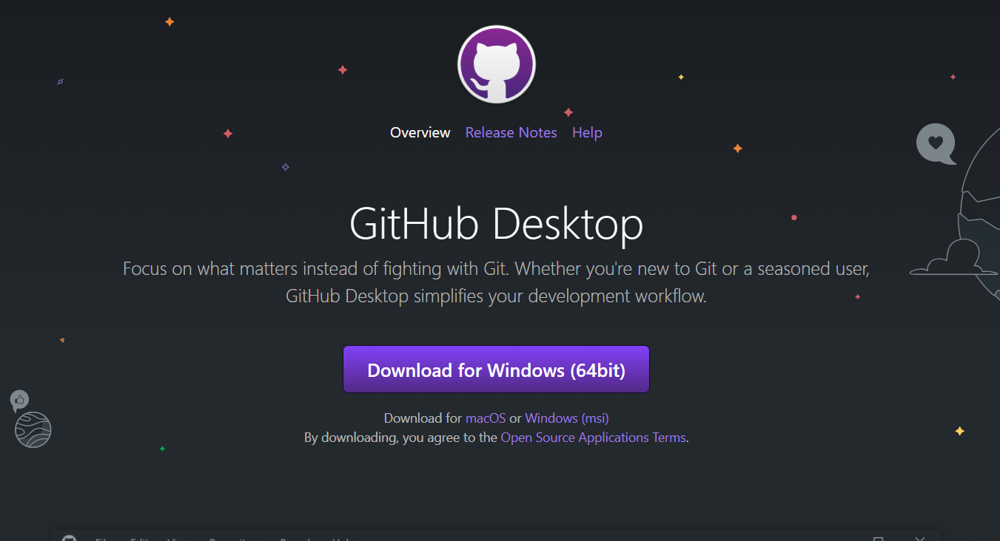 Overview Release Notes Help
GitHub Desktop
Focus on what matters instead of fighting with Git. Whether you're new to Git or a seasoned user,
GitHub Desktop simplifies your development workflow.
Download for Windows (64bit)
Download for macOS or Windows (msi)
By downloading, you agree to the Open Source Applications Terms.